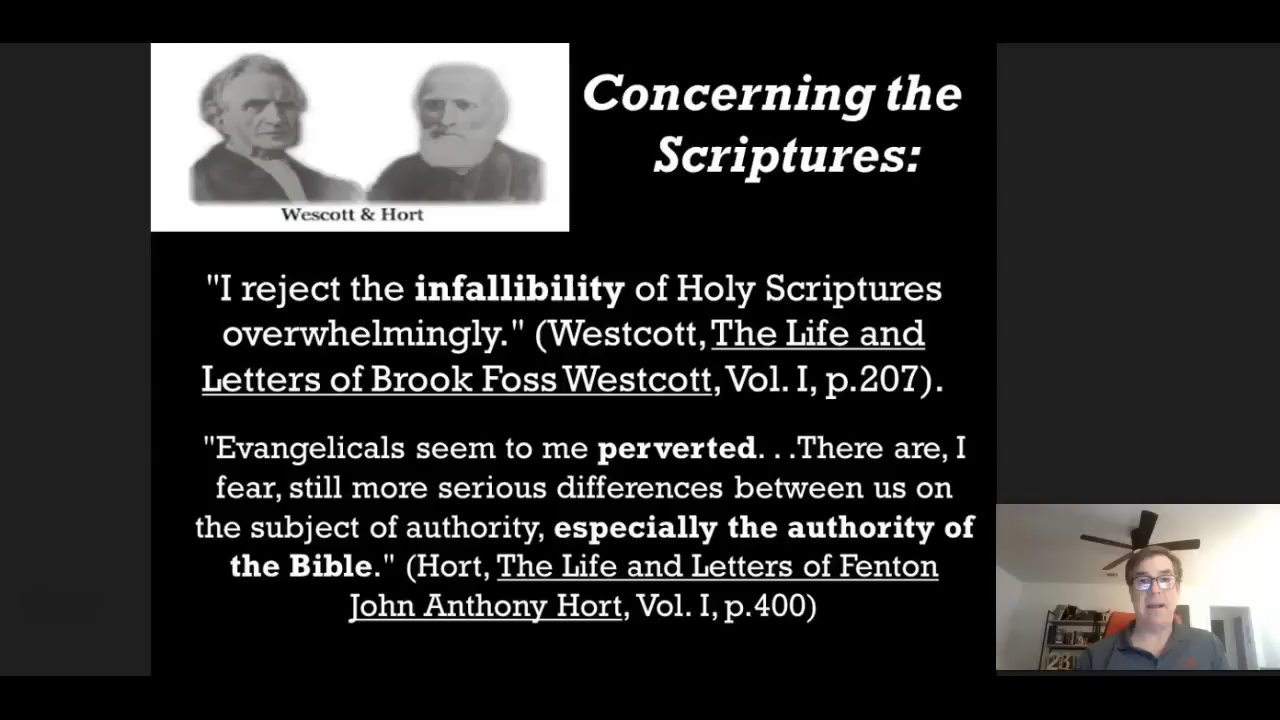 Concerning the
Scriptures:
Wescott & Hort
"I reject the infallibility of Holy Scriptures
overwhelmingly." (Westcott, The Life and
Letters of Brook Foss Westcott, Vol. I, p.207).
"Evangelicals seem to me perverted. . .There are, I
fear, still more serious differences between us on
the subject of authority, especially the authority of
the Bible." (Hort, The Life and Letters of Fenton
John Anthony Hort, Vol. I, p.400)